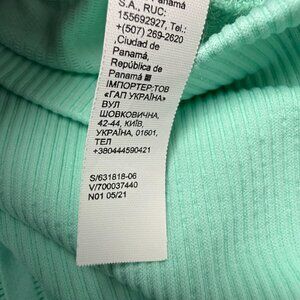 Panamá
S.A., RUC:
155692927, Tel.:
+(507) 269-2620
,Ciudad de
Panamá,
República de
Panamá
ІМПОРТЕР:ТОВ
«ГАП УКРАЇНА»
ВУЛ
ШОВКОВИЧНА,
42-44, КИЇВ,
УКРАЇНА, 01601,
ТЕЛ
+380444590421
S/631818-06
V/700037440
N01 05/21